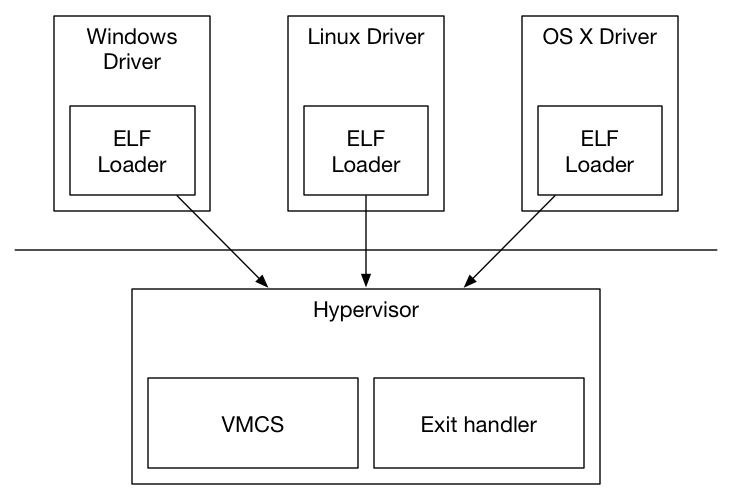 Windows
Driver
Linux Driver
OS X Driver
ELF
Loader
ELF
Loader
ELF
Loader
Hypervisor
VMCS
Exit handler